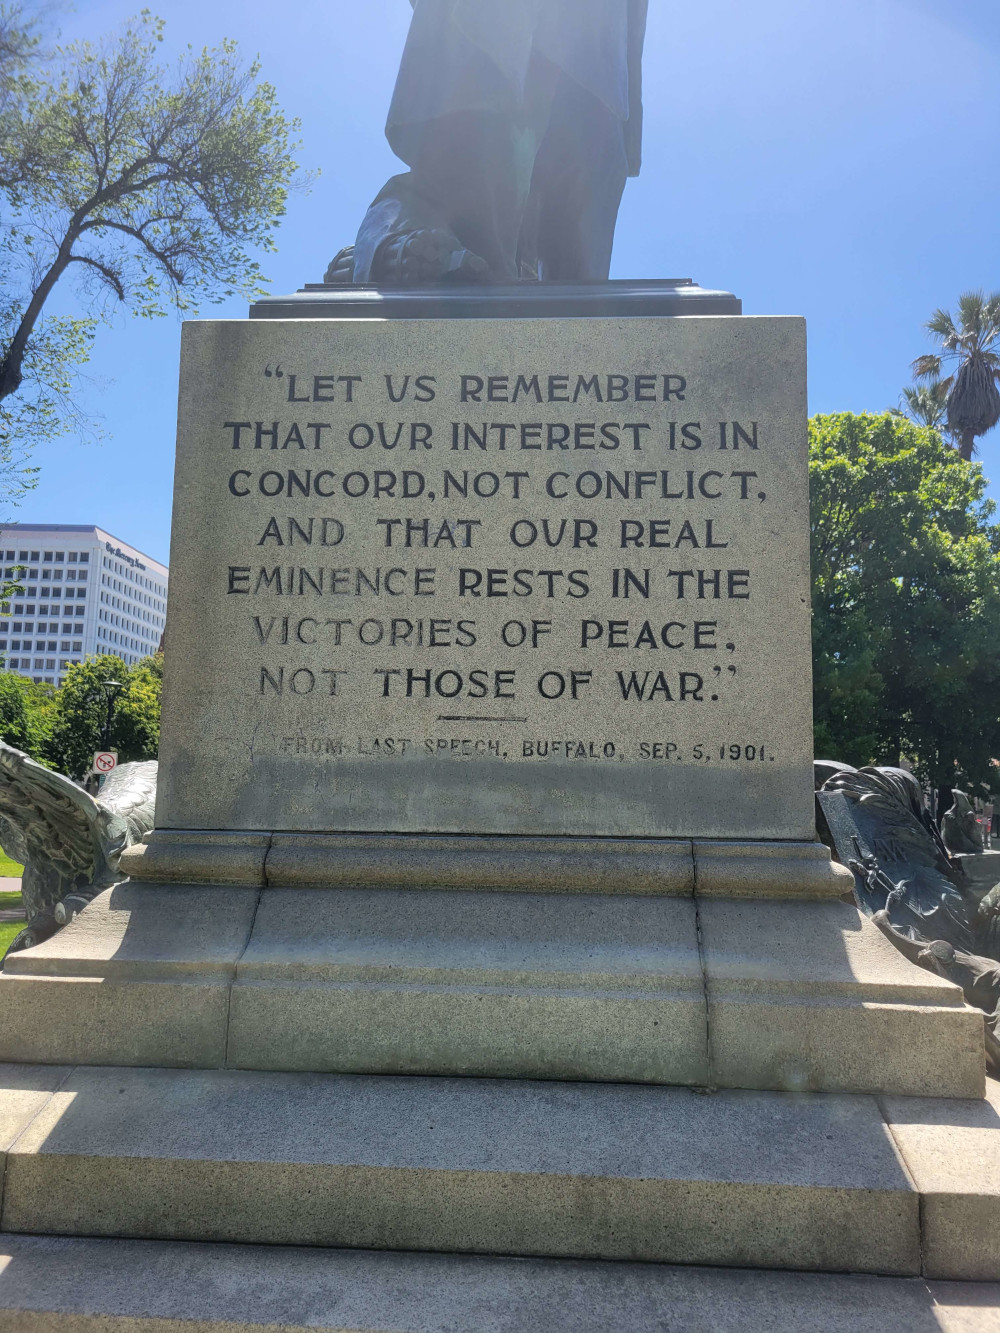 “LET US REMEMBER
THAT OUR INTEREST IS IN
CONCORD, NOT CONFLICT,
AND THAT OUR REAL
EMINENCE RESTS IN THE
VICTORIES OF PEACE,
NOT THOSE OF WAR.”
FROM LAST SPEECH, BUFFALO, SEP. 5, 1901.